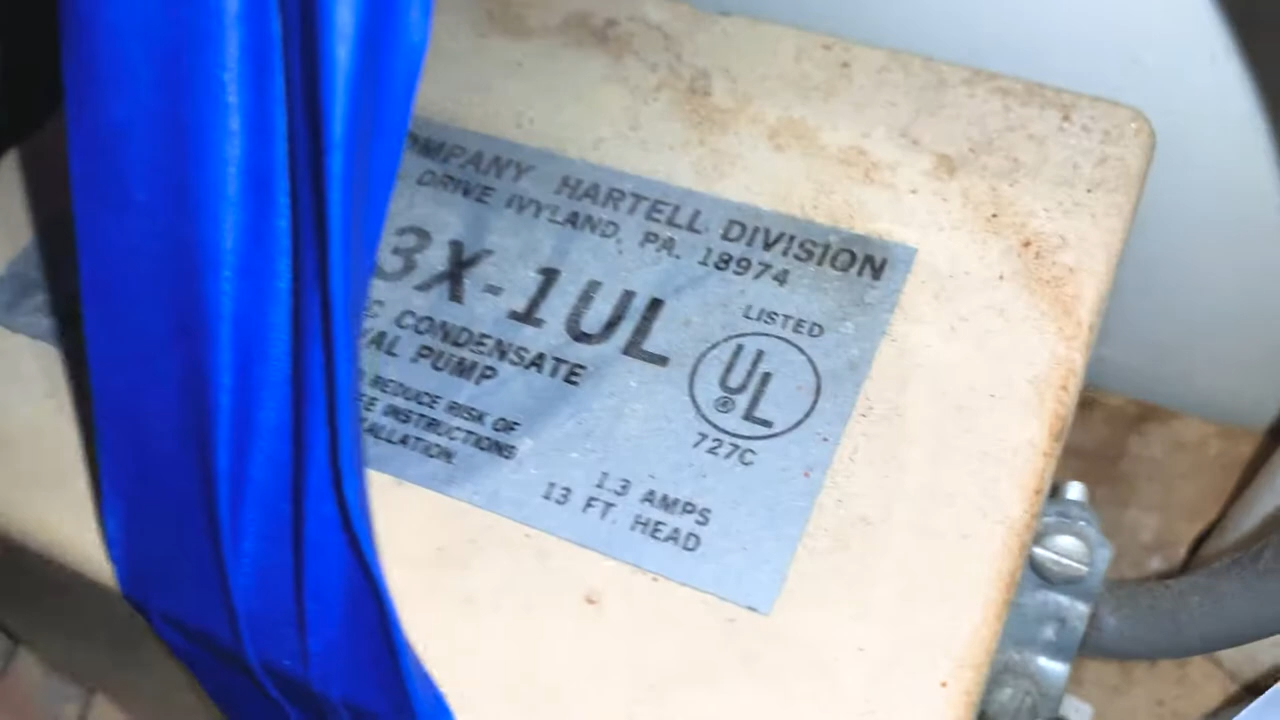 OMPANY HARTELL DIVISION
DRIVE IVYLAND, PA. 18974
3X-1UL
C CONDENSATE
AL PUMP
REDUCE RISK OF
E INSTRUCTIONS
ALLATION.
LISTED
UL
®
727C
1.3 AMPS
13 FT. HEAD